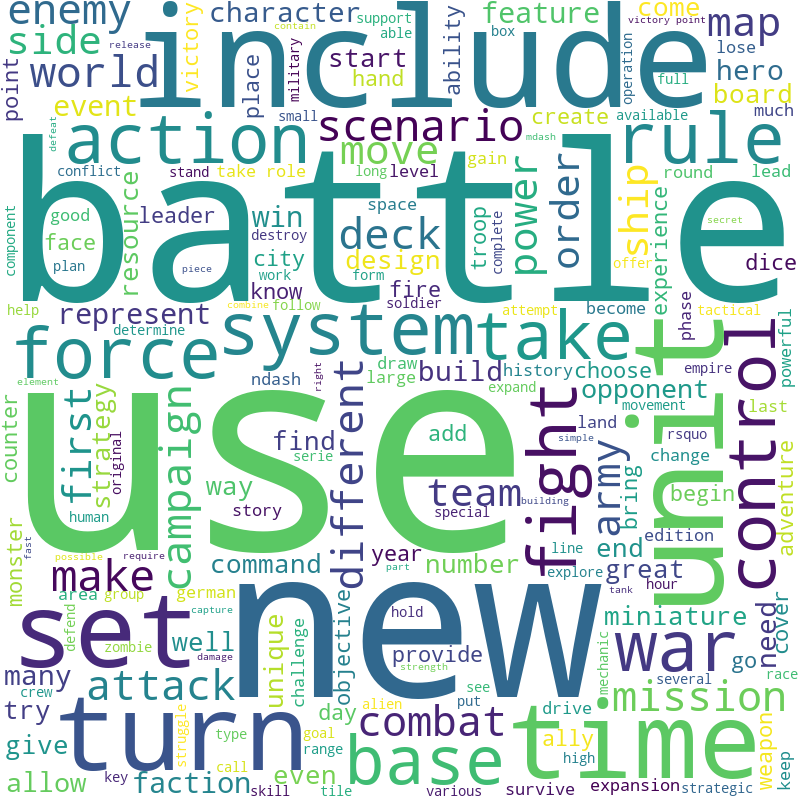 enemy
character
support
able
feature
victory point
come
contain
release
include
box
map
side
victory
military
ability
operation
full
lose
world
place
start
hand
hero
point
event
small
board
action
scenario
create
available
much
defeat
move
mdash
rule
gain
conflict
stand
take role
long
level
round
lead
battle
power
order
ship
component
good
resource
leader
win
space
deck
troop
complete
experience
secret
face
city
destroy
design
offer
dice
plan
piece
work
form
know
fire
soldier
become
phase
help
represent
combine
follow
attempt
tactical
determine
force
system
take
unit
control
powerful
element
ndash
draw
large
right
build
history
choose
expand
opponent
empire
movement
counter
first
strategy
original
campaign
different
use
find
add
fight
simple
land
army
bring
last
rsquo
change
adventure
serie
way
team
begin
human
story
special
building
monster
fast
possible
require
year
line
end
edition
command
number
explore
great
hour
make
part
tank
area
group
german
objective
new
miniature
need
cover
set
capture
hold
defend
zombie
well
unique
challenge
provide
war
go
mechanic
several
race
damage
strength
many
attack
see
mission
crew
alien
put
drive
try
turn
struggle
day
combat
time
weapon
goal
ally
give
type
range
base
high
keep
allow
key
faction
call
even
skill
tile
various
survive
expansion
strategic